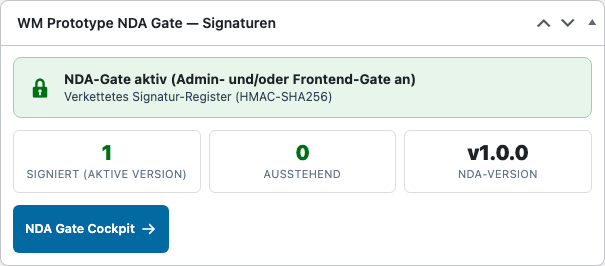 WM Prototype NDA Gate — Signaturen
NDA-Gate aktiv (Admin- und/oder Frontend-Gate an)
Verkettetes Signatur-Register (HMAC-SHA256)
1
SIGNIERT (AKTIVE VERSION)
0
AUSSTEHEND
v1.0.0
NDA-VERSION
NDA Gate Cockpit →